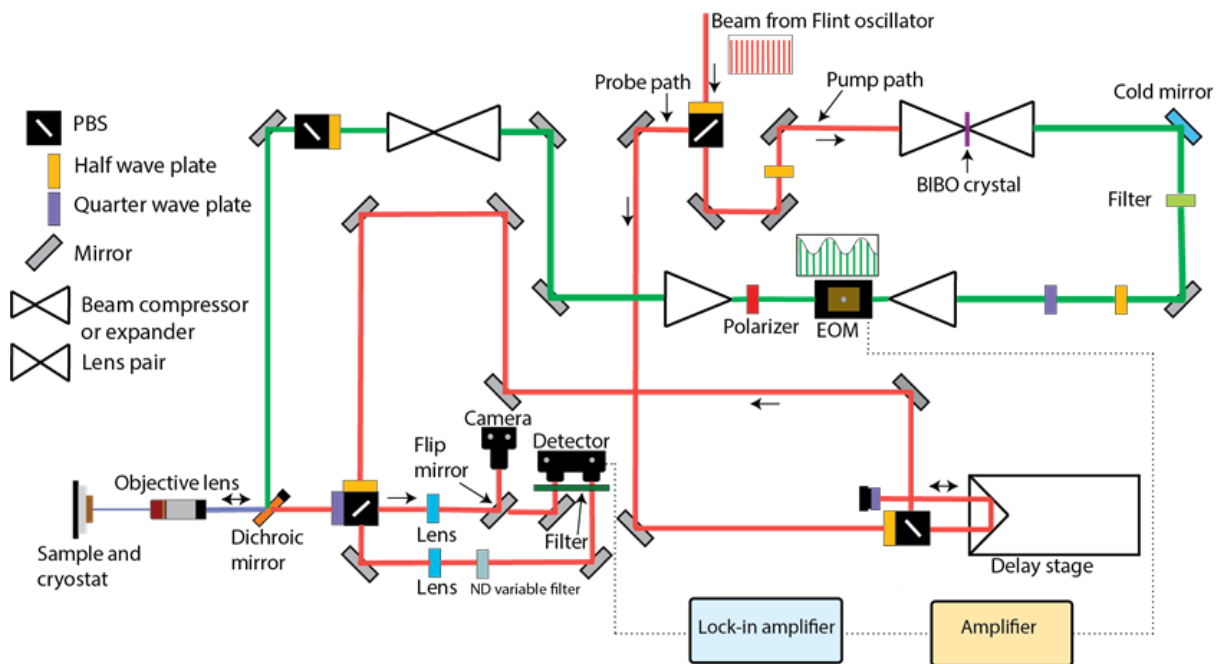 Beam from Flint oscillator
Probe path
Pump path
Cold mirror
PBS
Half wave plate
Quarter wave plate
Mirror
Beam compressor
or expander
Lens pair
BIBO crystal
Filter
Polarizer
EOM
Camera
Flip
mirror
Detector
Objective lens
Sample and
cryostat
Dichroic
mirror
Lens
Filter
Lens
ND variable filter
Delay stage
Lock-in amplifier
Amplifier